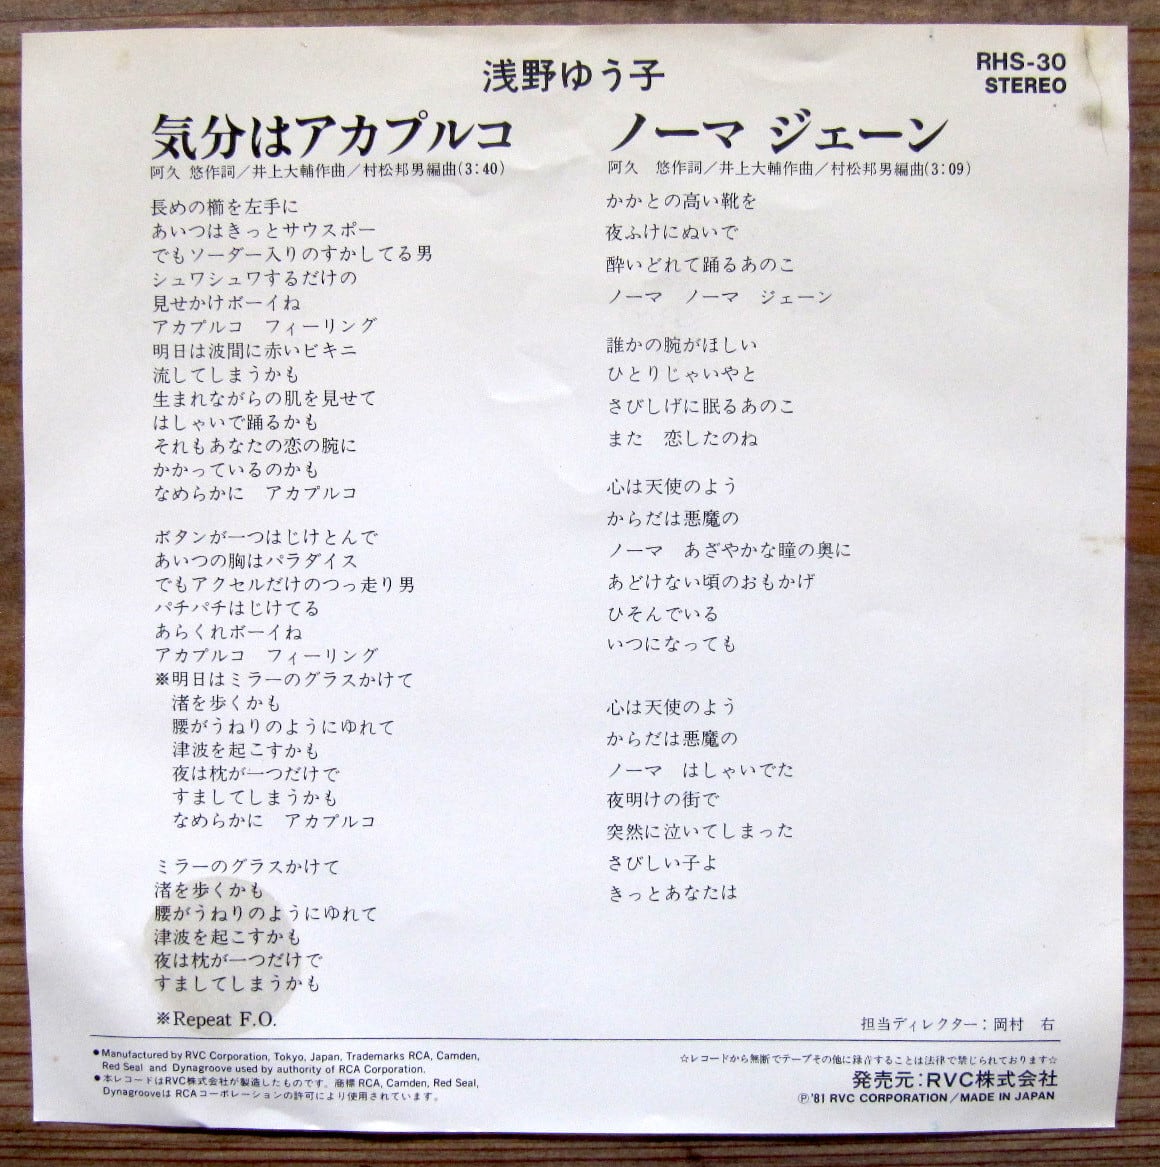 浅野ゆう子
RHS-30
STEREO
気分はアカプルコ
阿久 悠作詞／井上大輔作曲／村松邦男編曲(3:40)
長めの櫛を左手に
あいつはきっとサウスポー
でもソーダー入りのすかしてる男
シュワシュワするだけの
見せかけボーイね
アカプルコ　フィーリング
明日は波間に赤いビキニ
流してしまうかも
生まれながらの肌を見せて
はしゃいで踊るかも
それもあなたの恋の腕に
かかっているのかも
なめらかに　アカプルコ
ボタンが一つはじけとんで
あいつの胸はパラダイス
でもアクセルだけのつっ走り男
パチパチはじけてる
あらくれボーイね
アカプルコ　フィーリング
※明日はミラーのグラスかけて
渚を歩くかも
腰がうねりのようにゆれて
津波を起こすかも
夜は枕が一つだけで
すましてしまうかも
なめらかに　アカプルコ
ミラーのグラスかけて
渚を歩くかも
腰がうねりのようにゆれて
津波を起こすかも
夜は枕が一つだけで
すましてしまうかも
※Repeat F.O.
ノーマ ジェーン
阿久　悠作詞／井上大輔作曲／村松邦男編曲(3:09)
かかとの高い靴を
夜ふけにぬいで
酔いどれて踊るあのこ
ノーマ　ノーマ　ジェーン
誰かの腕がほしい
ひとりじゃいやと
さびしげに眠るあのこ
また　恋したのね
心は天使のよう
からだは悪魔の
ノーマ　あざやかな瞳の奥に
あどけない頃のおもかげ
ひそんでいる
いつになっても
心は天使のよう
からだは悪魔の
ノーマ　はしゃいでた
夜明けの街で
突然に泣いてしまった
さびしい子よ
きっとあなたは
担当ディレクター：岡村　右
●Manufactured by RVC Corporation, Tokyo, Japan, Trademarks RCA, Camden,
Red Seal and Dynagroove used by authority of RCA Corporation.
●本レコードはRVC株式会社が製造したものです。商標RCA, Camden, Red Seal,
DynagrooveはRCAコーポレーションの許可により使用されています。
☆レコードから無断でテープその他に録音することは法律で禁じられております☆
発売元：RVC株式会社
Ⓟ'81 RVC CORPORATION／MADE IN JAPAN